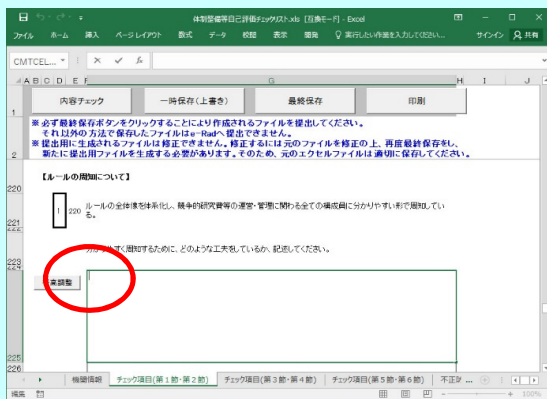 体制整備等自己評価チェックリスト.xls [互換モード] - Excel
ファイル ホーム 挿入 ページレイアウト 数式 データ 校閲 表示 開発 実行したい作業を入力してください... サインイン 共有
CMTCEL...
A B C D E F G H I J
内容チェック 一時保存(上書き) 最終保存 印刷
1
※必ず最終保存ボタンをクリックすることにより作成されるファイルを提出してください。
それ以外の方法で保存したファイルはe-Radへ提出できません。
※提出用に生成されるファイルは修正できません。修正するには元のファイルを修正の上、再度最終保存をし、
2
新たに提出用ファイルを生成する必要があります。そのため、元のエクセルファイルは適切に保存してください。
【ルールの周知について】
220
1 220 ルールの全体像を体系化し、競争的研究費等の運営・管理に関わる全ての構成員に分かりやすい形で周知してい
る。
221
222
分かりやすく周知するために、どのような工夫をしているか、記述してください。
223
224
高調整
225
226
機関情報 チェック項目(第1節・第2節) チェック項目(第3節・第4節) チェック項目(第5節・第6節) 不正 ...
編集 100%